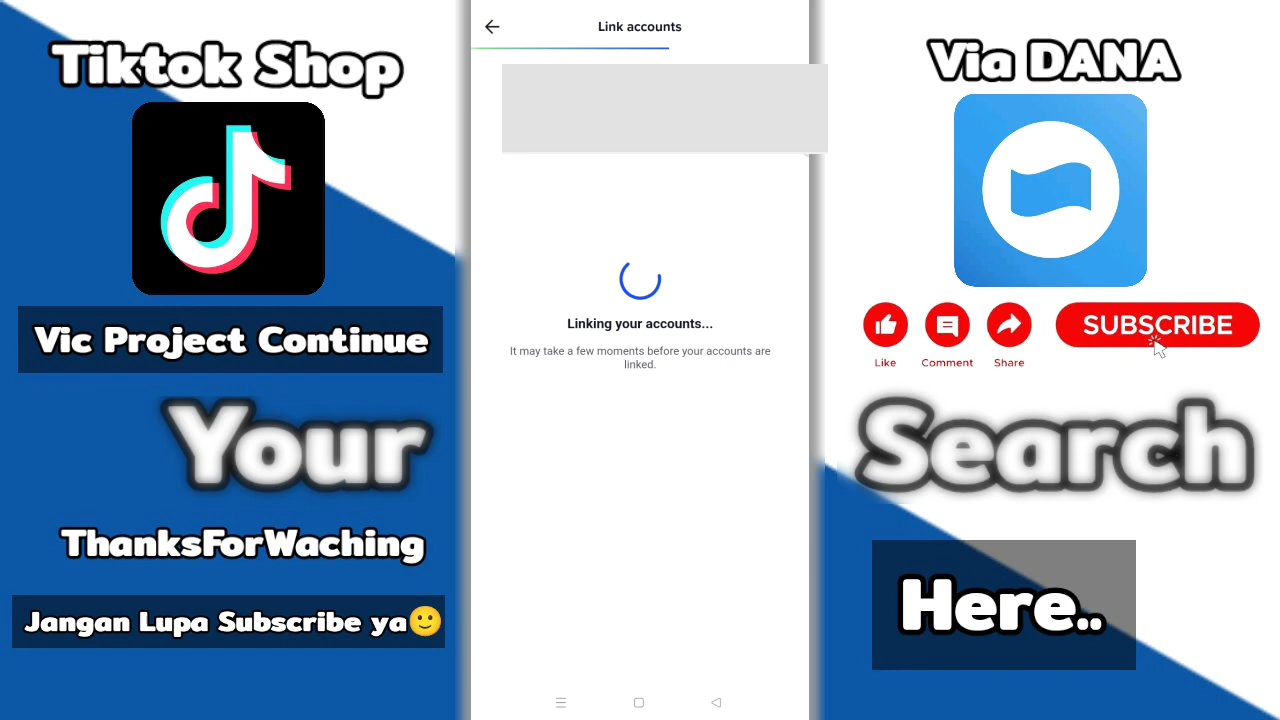 Tiktok Shop
Vic Project Continue
Your
ThanksForWaching
Jangan Lupa Subscribe ya🙂
Link accounts
Linking your accounts...
It may take a few moments before your accounts are
linked.
Via DANA
SUBSCRIBE
Like
Comment
Share
Search
Here..